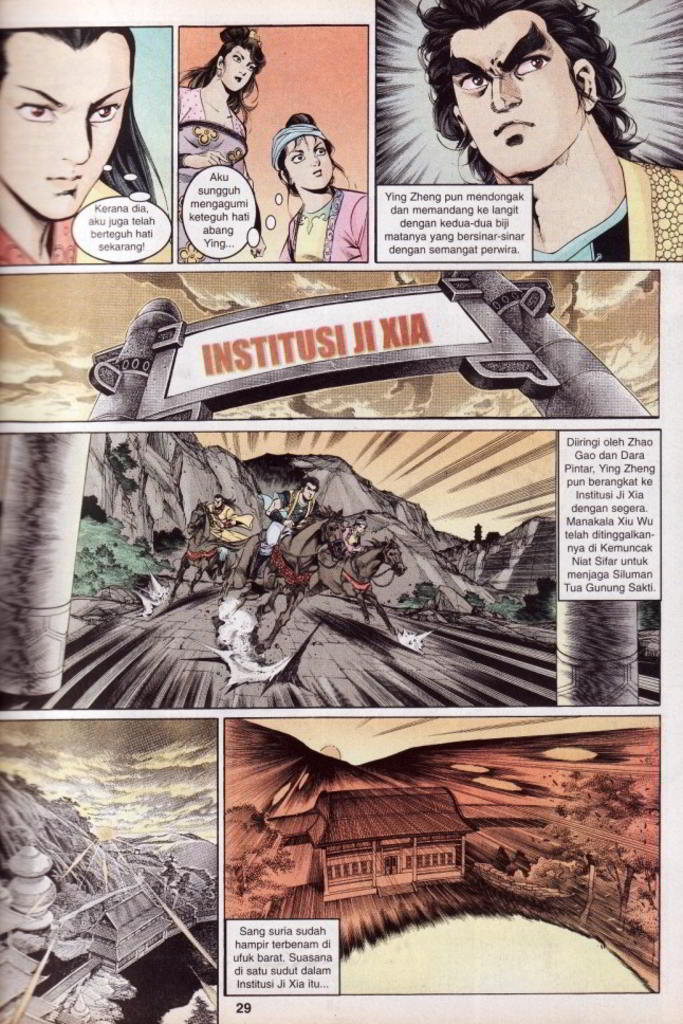 Kerana dia,
aku juga telah
berteguh hati
sekarang!
Aku
sungguh
mengagumi
keteguh hati
abang
Ying...
Ying Zheng pun mendongak
dan memandang ke langit
dengan kedua-dua biji
matanya yang bersinar-sinar
dengan semangat perwira.
INSTITUSI JI XIA
Diiringi oleh Zhao
Gao dan Dara
Pintar, Ying Zheng
pun berangkat ke
Institusi Ji Xia
dengan segera.
Manakala Xiu Wu
telah ditinggalkan-
nya di Kemuncak
Niat Sifar untuk
menjaga Siluman
Tua Gunung Sakti.
Sang suria sudah
hampir terbenam di
ufuk barat. Suasana
di satu sudut dalam
Institusi Ji Xia itu...
29